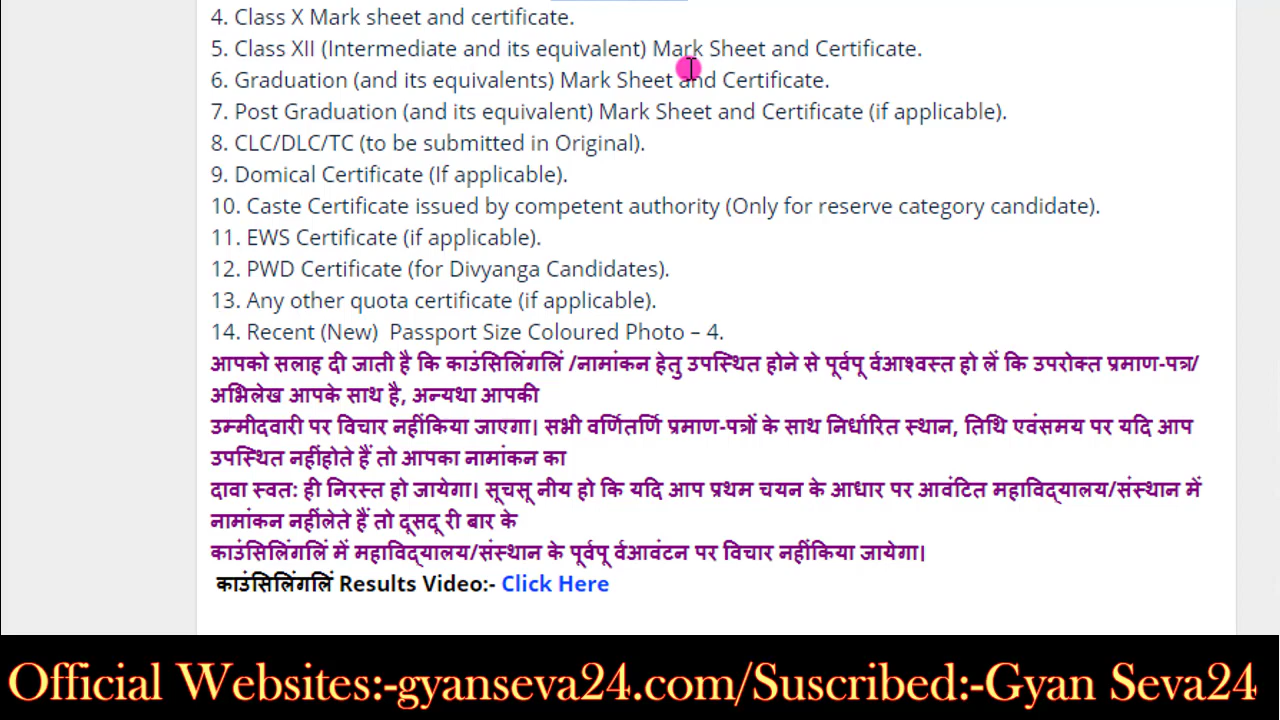 4. Class X Mark sheet and certificate.
5. Class XII (Intermediate and its equivalent) Mark Sheet and Certificate.
6. Graduation (and its equivalents) Mark Sheet and Certificate.
7. Post Graduation (and its equivalent) Mark Sheet and Certificate (if applicable).
8. CLC/DLC/TC (to be submitted in Original).
9. Domical Certificate (If applicable).
10. Caste Certificate issued by competent authority (Only for reserve category candidate).
11. EWS Certificate (if applicable).
12. PWD Certificate (for Divyanga Candidates).
13. Any other quota certificate (if applicable).
14. Recent (New)  Passport Size Coloured Photo – 4.
आपको सलाह दी जाती है कि काउंसिलिंगलिं /नामांकन हेतु उपस्थित होने से पूर्वपू र्वआश्वस्त हो लें कि उपरोक्त प्रमाण-पत्र/
अभिलेख आपके साथ है, अन्यथा आपकी
उम्मीदवारी पर विचार नहींकिया जाएगा। सभी वर्णितर्णि प्रमाण-पत्रों के साथ निर्धारित स्थान, तिथि एवंसमय पर यदि आप
उपस्थित नहींहोते हैं तो आपका नामांकन का
दावा स्वत: ही निरस्त हो जायेगा। सूचसू नीय हो कि यदि आप प्रथम चयन के आधार पर आवंटित महाविद्यालय/संस्थान में
नामांकन नहींलेते हैं तो दूसदू री बार के
काउंसिलिंगलिं में महाविद्यालय/संस्थान के पूर्वपू र्वआवंटन पर विचार नहींकिया जायेगा।
काउंसिलिंगलिं Results Video:- Click Here
Official Websites:-gyanseva24.com/Suscribed:-Gyan Seva24